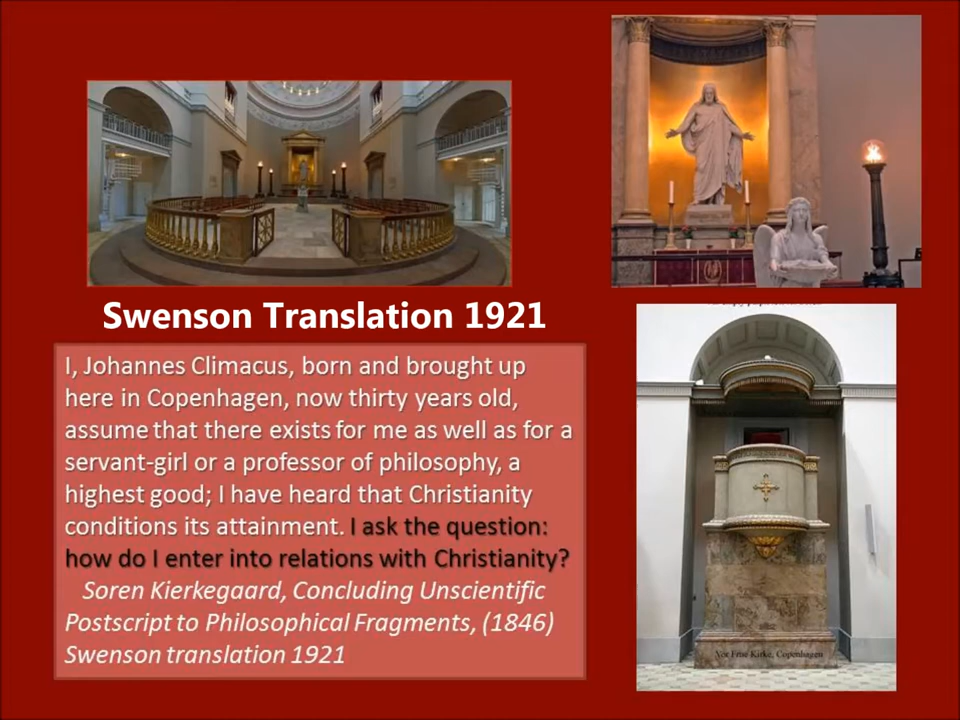 Swenson Translation 1921
I, Johannes Climacus, born and brought up
here in Copenhagen, now thirty years old,
assume that there exists for me as well as for a
servant-girl or a professor of philosophy, a
highest good; I have heard that Christianity
conditions its attainment. I ask the question:
how do I enter into relations with Christianity?
Soren Kierkegaard, Concluding Unscientific
Postscript to Philosophical Fragments, (1846)
Swenson translation 1921
Vor Frue Kirke, Copenhagen